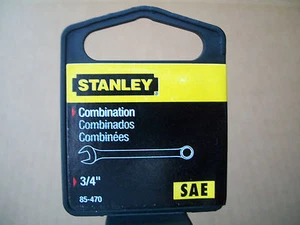 STANLEY
Combination
Combinados
Combinées
3/4"
85-470
SAE